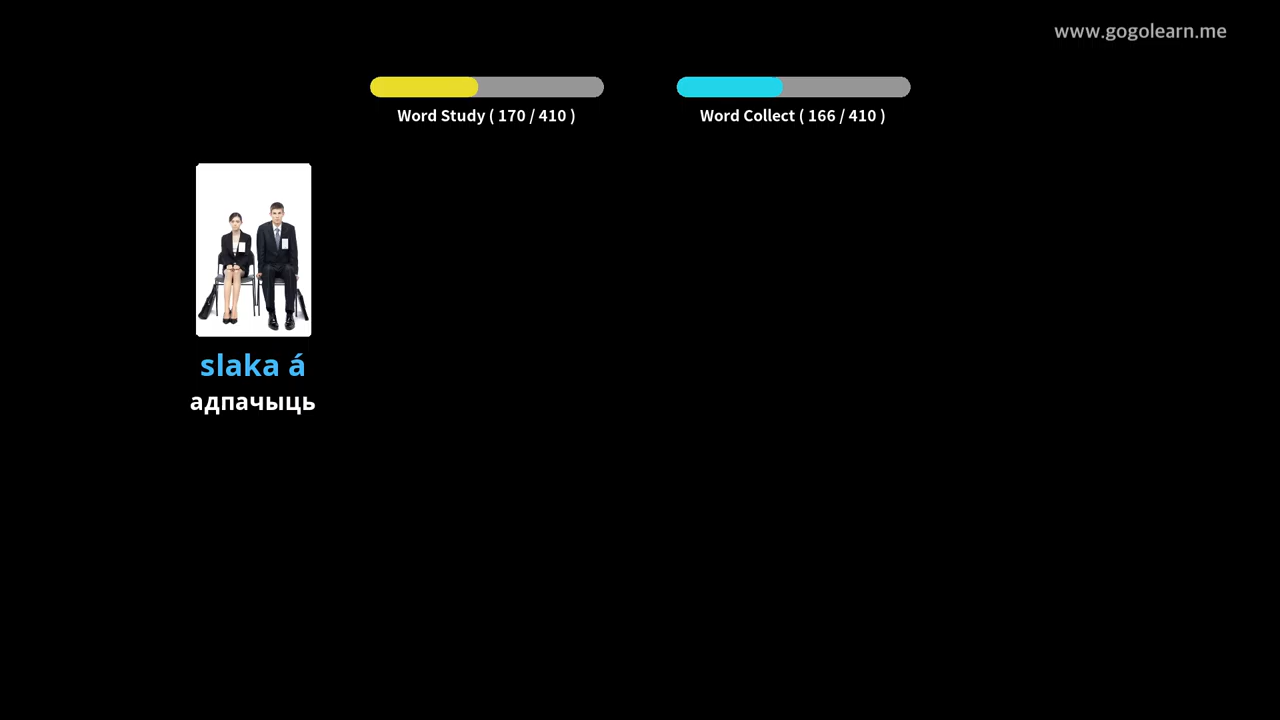 www.gogolearn.me
Word Study ( 170 / 410 )
Word Collect ( 166 / 410 )
slaka á
адпачыць